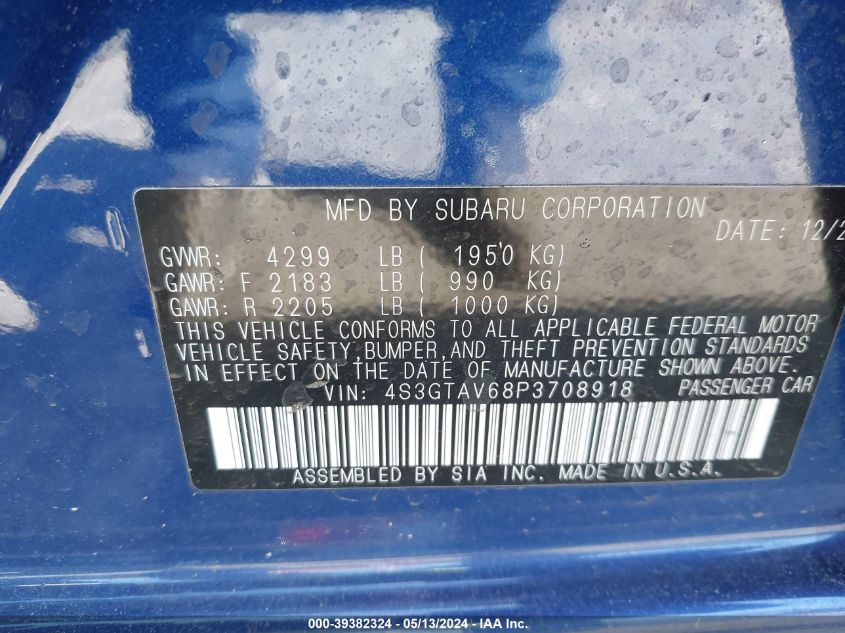 MFD BY SUBARU CORPORATION
DATE: 12/2
GVWR: 4299 LB ( 1950 KG)
GAWR: F 2183 LB ( 990 KG)
GAWR: R 2205 LB ( 1000 KG)
THIS VEHICLE CONFORMS TO ALL APPLICABLE FEDERAL MOTOR
VEHICLE SAFETY,BUMPER,AND THEFT PREVENTION STANDARDS
IN EFFECT ON THE DATE OF MANUFACTURE SHOWN ABOVE.
VIN: 4S3GTAV68P3708918 PASSENGER CAR
ASSEMBLED BY SIA INC. MADE IN U.S.A.
000-39382324 - 05/13/2024 - IAA, Inc.